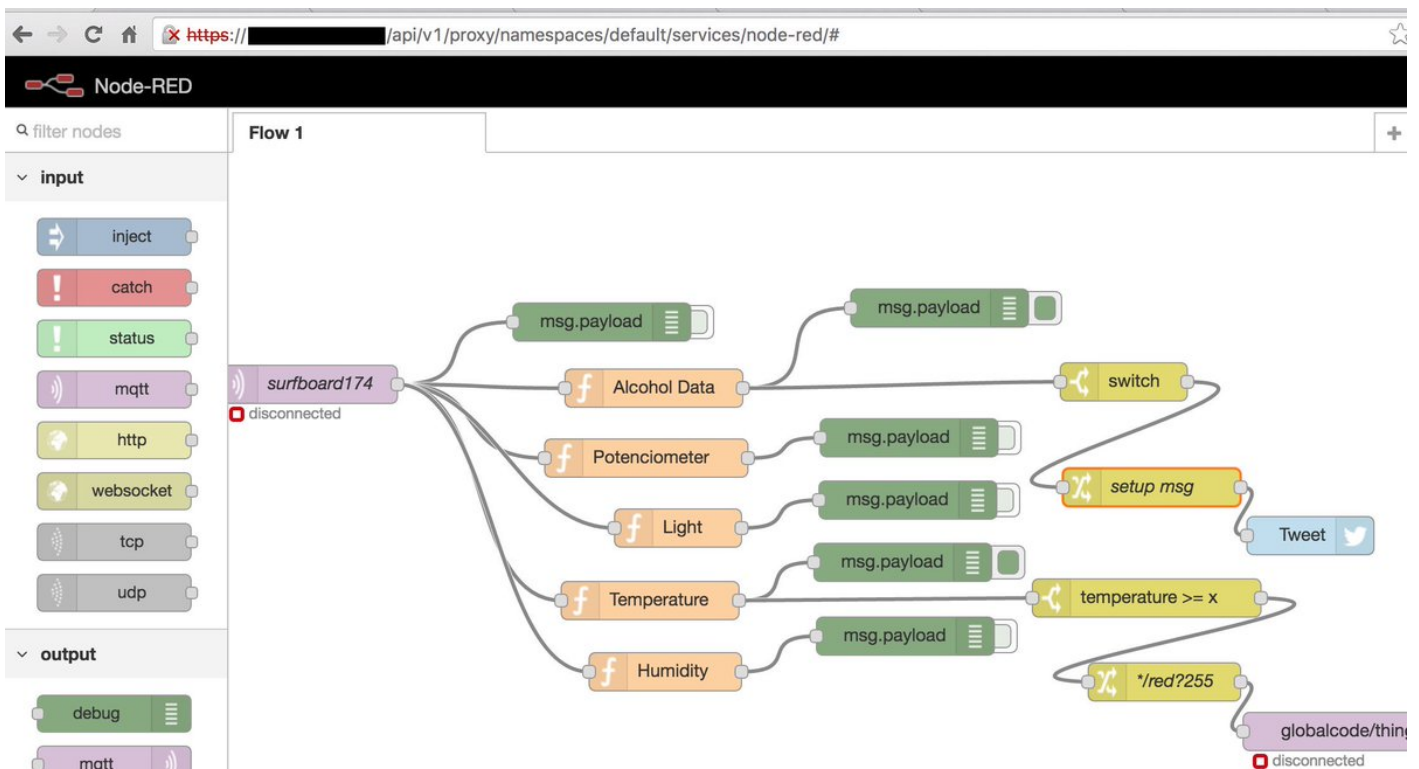 https:// /api/v1/proxy/namespaces/default/services/node-red/#
Node-RED
filter nodes
Flow 1
+
input
inject
catch
status
mqtt
http
websocket
tcp
udp
output
debug
mqtt
surfboard174
disconnected
msg.payload
Alcohol Data
msg.payload
switch
Potenciometer
msg.payload
setup msg
Light
msg.payload
Tweet
Temperature
msg.payload
temperature >= x
Humidity
msg.payload
*/red?255
globalcode/thing
disconnected